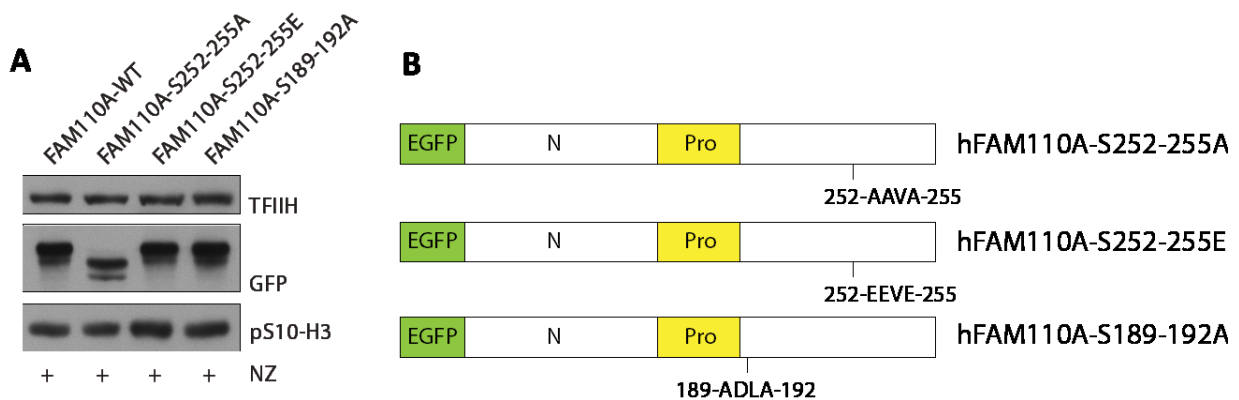 A
FAM110A-WT
FAM110A-S252-255A
FAM110A-S252-255E
FAM110A-S189-192A
TFIIH
GFP
pS10-H3
+ + + + NZ
B
EGFP N Pro hFAM110A-S252-255A
252-AAVA-255
EGFP N Pro hFAM110A-S252-255E
252-EEVE-255
EGFP N Pro hFAM110A-S189-192A
189-ADLA-192